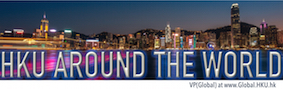 HKU AROUND THE WORLD
VP(Global) at www.Global.HKU.hk